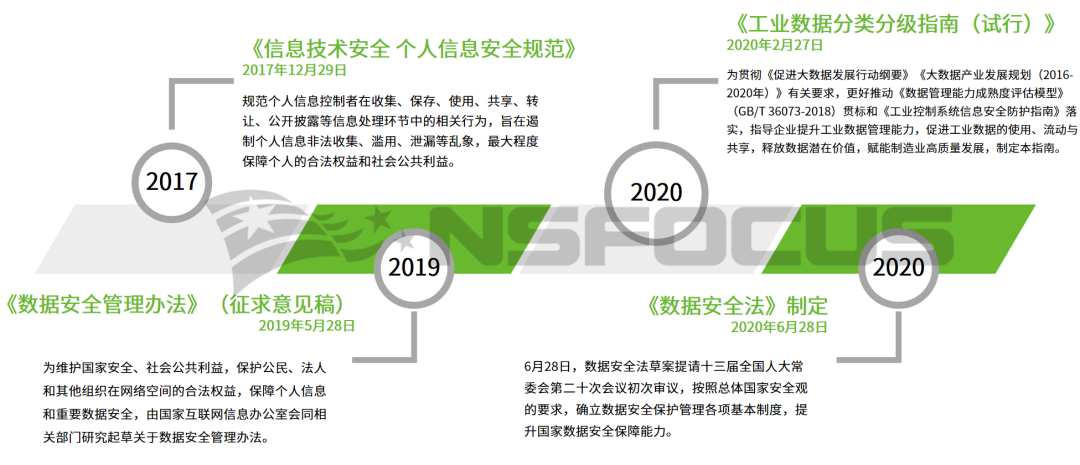 《信息技术安全 个人信息安全规范》
2017年12月29日
规范个人信息控制者在收集、保存、使用、共享、转
让、公开披露等信息处理环节中的相关行为，旨在遏
制个人信息非法收集、滥用、泄漏等乱象，最大程度
保障个人的合法权益和社会公共利益。
2017
《数据安全管理办法》（征求意见稿）
2019年5月28日
为维护国家安全、社会公共利益，保护公民、法人
和其他组织在网络空间的合法权益，保障个人信息
和重要数据安全，由国家互联网信息办公室会同相
关部门研究起草关于数据安全管理办法。
2019
《工业数据分类分级指南（试行）》
2020年2月27日
为贯彻《促进大数据发展行动纲要》《大数据产业发展规划（2016-
2020年）》有关要求，更好推动《数据管理能力成熟度评估模型》
（GB/T 36073-2018）贯标和《工业控制系统信息安全防护指南》落
实，指导企业提升工业数据管理能力，促进工业数据的使用、流动与
共享，释放数据潜在价值，赋能制造业高质量发展，制定本指南。
2020
《数据安全法》制定
2020年6月28日
6月28日，数据安全法草案提请十三届全国人大常
委会第二十次会议初次审议，按照总体国家安全观
的要求，确立数据安全保护管理各项基本制度，提
升国家数据安全保障能力。
2020
NSFOCUS